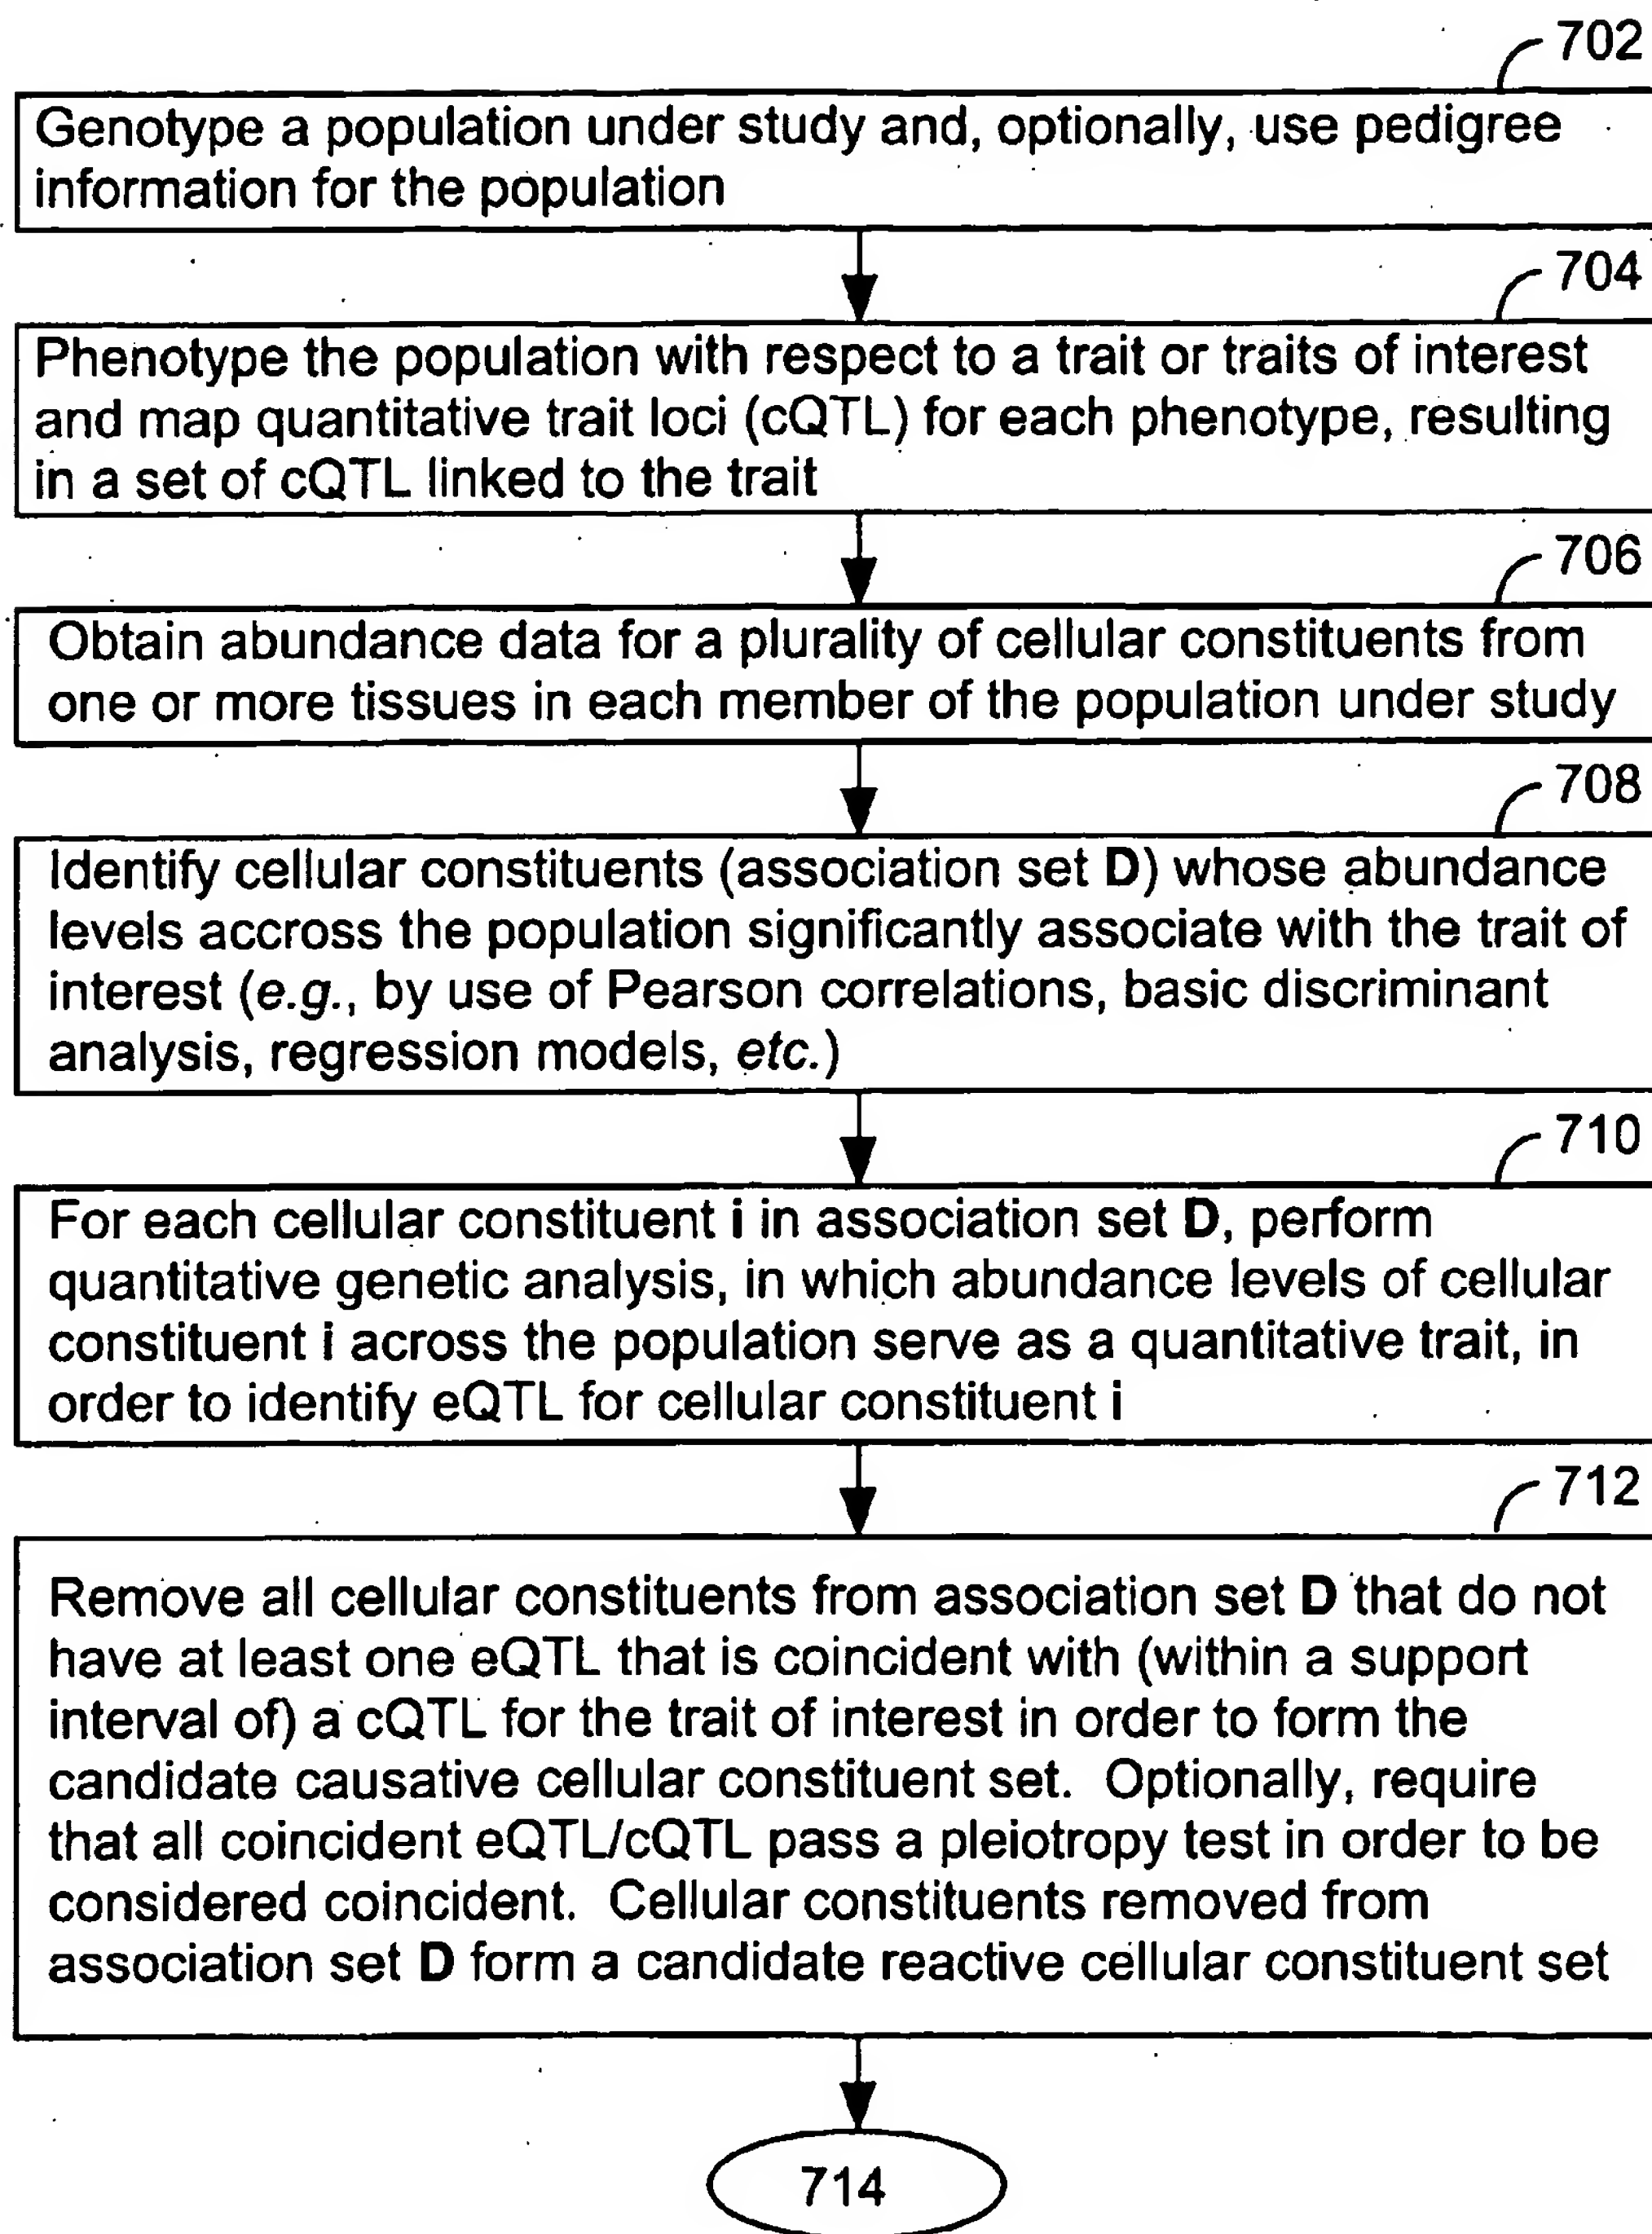 702
Genotype a population under study and, optionally, use pedigree
information for the population
704
Phenotype the population with respect to a trait or traits of interest
and map quantitative trait loci (cQTL) for each phenotype, resulting
in a set of cQTL linked to the trait
706
Obtain abundance data for a plurality of cellular constituents from
one or more tissues in each member of the population under study
708
Identify cellular constituents (association set D) whose abundance
levels accross the population significantly associate with the trait of
interest (e.g., by use of Pearson correlations, basic discriminant
analysis, regression models, etc.)
710
For each cellular constituent i in association set D, perform
quantitative genetic analysis, in which abundance levels of cellular
constituent i across the population serve as a quantitative trait, in
order to identify eQTL for cellular constituent i
712
Remove all cellular constituents from association set D that do not
have at least one eQTL that is coincident with (within a support
interval of) a cQTL for the trait of interest in order to form the
candidate causative cellular constituent set. Optionally, require
that all coincident eQTL/cQTL pass a pleiotropy test in order to be
considered coincident. Cellular constituents removed from
association set D form a candidate reactive cellular constituent set
714